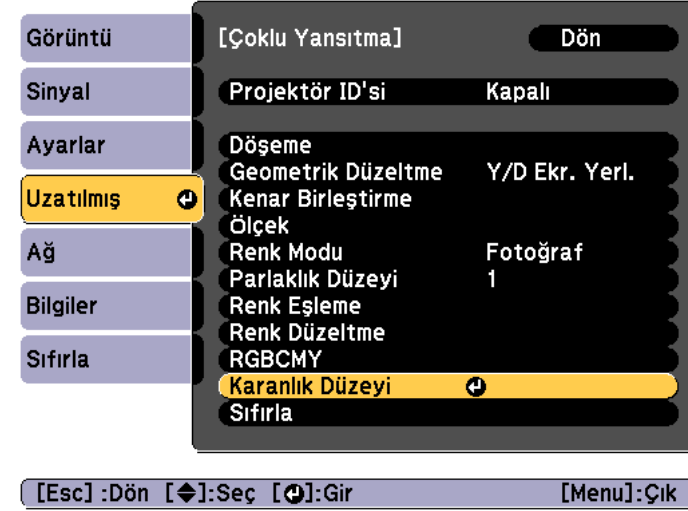 Görüntü
Sinyal
Ayarlar
Uzatılmış
Ağ
Bilgiler
Sıfırla
[Çoklu Yansıtma] Dön
Projektör ID'si Kapalı
Döşeme
Geometrik Düzeltme Y/D Ekr. Yerl.
Kenar Birleştirme
Ölçek
Renk Modu Fotoğraf
Parlaklık Düzeyi 1
Renk Eşleme
Renk Düzeltme
RGBCMY
Karanlık Düzeyi
Sıfırla
[Esc] :Dön [◆]:Seç [↵]:Gir [Menu]:Çık